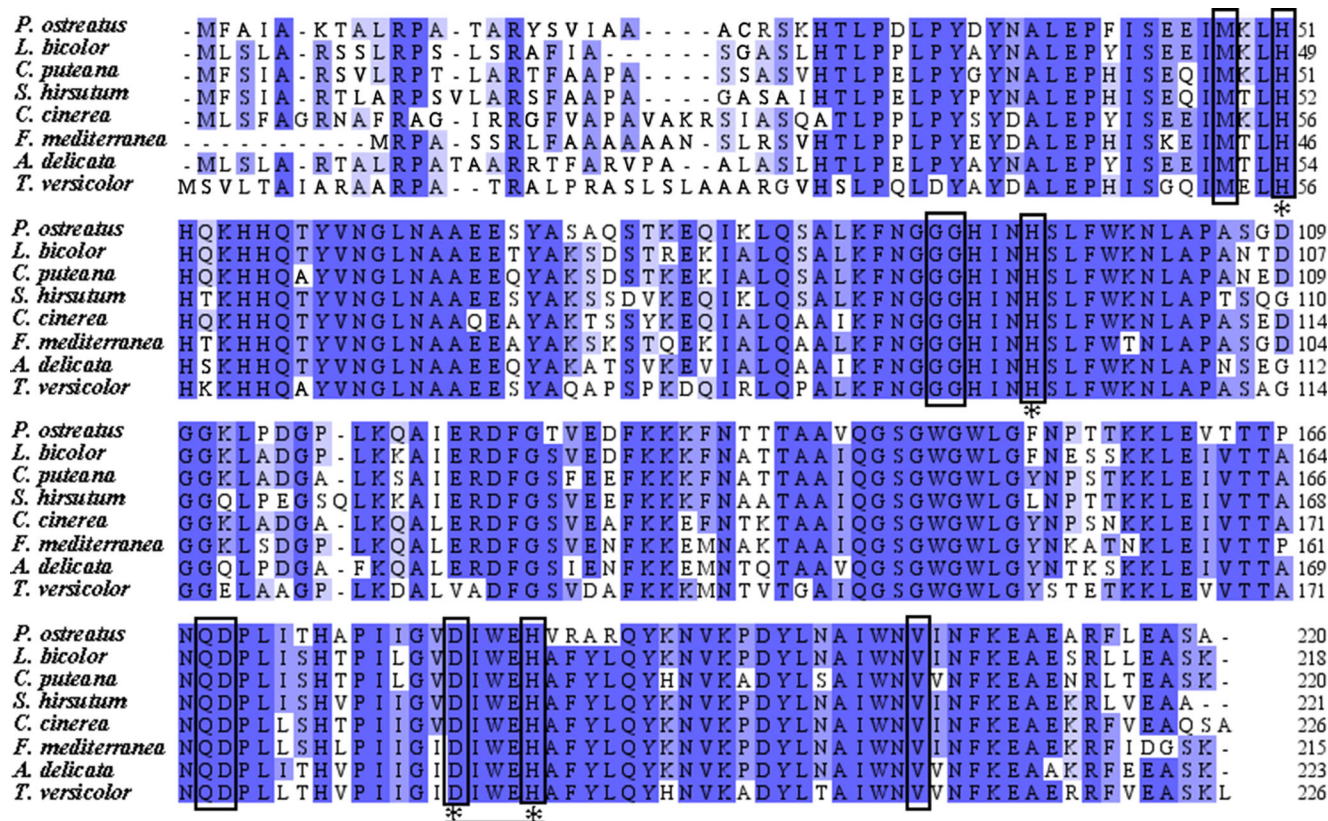 P. ostreatus -MFAIA-KTALRPA-TARYSVIAA----ACRSKHTLPDLPYDYNALEPFISEEIMKLH 51
L. bicolor -MLSLA-RSSLRPS-LSRAFIA------SGASLHTLPDLPYDYNALEPYISEEIMKLH 49
C. puteana -MFSIA-RSVLRPT-LARTFAAPA----SSASVHTLPELPYGYNALEPHISEQIMKLH 51
S. hirsutum -MFSIA-RTLARPSVLARSFAAPA----GASAIHTLPELPYPYNALEPHISEQIMTLH 52
C. cinerea -MLSFAGRNAFRAG-IRRGFVAPAVAKRSIASQATLPPLPYSYDALEPYISEEIMKLH 56
F. mediterranea ----------MRPA-SSRLFAAAAAAN-SLRSVHTLPPLPYEYDALEPHISKEIMTLH 46
A. delicata -MLSLA-RTALRPATAARRTFARVPA--ALASLHTLPELPYAYNALEPYISEEIMTLH 54
T. versicolor MSVLTAIARAARPA--TRALPRASLSLAAARGVHSLPQLDYAYDALEPHISGQIMELH 56
*
P. ostreatus HQKHHQTYVNGLNAAEESYASAQSTKEQIKLQSALKFNGGGHINHSLFWKNLAPASGD 109
L. bicolor HQKHHQTYVNGLNAAEETYAKSDSTREKIALQSALKFNGGGHINHSLFWKNLAPANTD 107
C. puteana HQKHHQAYVNGLNAAEEQYAKSDSTKEKIALQSALKFNGGGHINHSLFWKNLAPANED 109
S. hirsutum HTKHHQTYVNGLNAAEESYAKSSDVKEQIKLQSALKFNGGGHINHSLFWKNLAPTSQG 110
C. cinerea HQKHHQTYVNGLNAAQEAYAKTSSYKEQIALQAAIKFNGGGHINHSLFWKNLAPASED 114
F. mediterranea HTKHHQTYVNGLNAAEEAYAKSKSTQEKIALQAALKFNGGGHINHSLFWTNLAPASGD 104
A. delicata HSKHHQTYVNGLNAAEEQYAKATSVKEVIALQSALKFNGGGHINHSLFWKNLAPNSEG 112
T. versicolor HKKHHQAYVNGLNAAEESYAQAPSPKDQIRLQPALKFNGGGHINHSLFWKNLAPSAG 114
*
P. ostreatus GGKLPDGP-LKQAIERDFGTVEDFKKKFNTTTAAVQGSGWGWLGFNPTTKKLEVTTTP 166
L. bicolor GGKLADGP-LKKAIERDFGSVEDFKKKFNATTAAIQGSGWGWLGFNESSKKLEIVTTA 164
C. puteana GGKLADGA-LKSAIERDFGSFEEFKKKFNATTAAIQGSGWGWLGYNPSTKKLEIVTTA 166
S. hirsutum GGQLPEGSQLKKAIERDFGSVEEFKKKFNAATAAIQGSGWGWLGLNPTTKKLEIVTTA 168
C. cinerea GGKLADGA-LKQALERDFGSVEAFKKEFNTKTAAIQGSGWGWLGYNPSNKKLEIVTTA 171
F. mediterranea GGKLSDGP-LKQALERDFGSVENFKKEMNAKTAAIQGSGWGWLGYNKATNKLEIVTTP 161
A. delicata GGQLPDGA-FKQALERDFGSIENFKKEMNTQTAAVQGSGWGWLGYNTKSKKLEIVTTA 169
T. versicolor GGELAAGP-LKDALVADFGSVDAFKKKMNTVTGAIQGSGWGWLGYSTETKKLEVVTTA 171
P. ostreatus NQDPLITHAPIIGVDIWEHVRARQYKNVKPDYLNAIWNVINFKEAEARFLEASA- 220
L. bicolor NQDPLISHTPILGVDIWEHAFYLQYKNVKPDYLNAIWNVINFKEAESRLLEASK- 218
C. puteana NQDPLISHTPILGVDIWEHAFYLQYHNVKADYLSAIWNVVNFKEAENRLTEASK- 220
S. hirsutum NQDPLISHVPIIGVDIWEHAFYLQYKNVKPDYLNAIWNVINFKEAEKRLVEAA-- 221
C. cinerea NQDPLLSHTPIIGVDIWEHAFYLQYKNVKPDYLNAIWNVINFKEAEKRFVEAQSA 226
F. mediterranea NQDPLLSHLPIIGIDIWEHAFYLQYKNVKPDYLNAIWNVINFKEAEKRFIDGSK- 215
A. delicata NQDPLITHVPIIGIDIWEHAFYLQYKNVKPDYLNAIWNVVNFKEAAKRFEEASK- 223
T. versicolor NQDPLLTHVPIIGIDIWEHAFYLQYHNVKADYLTAIWNVVNFKEAERRFVEASKL 226
* *